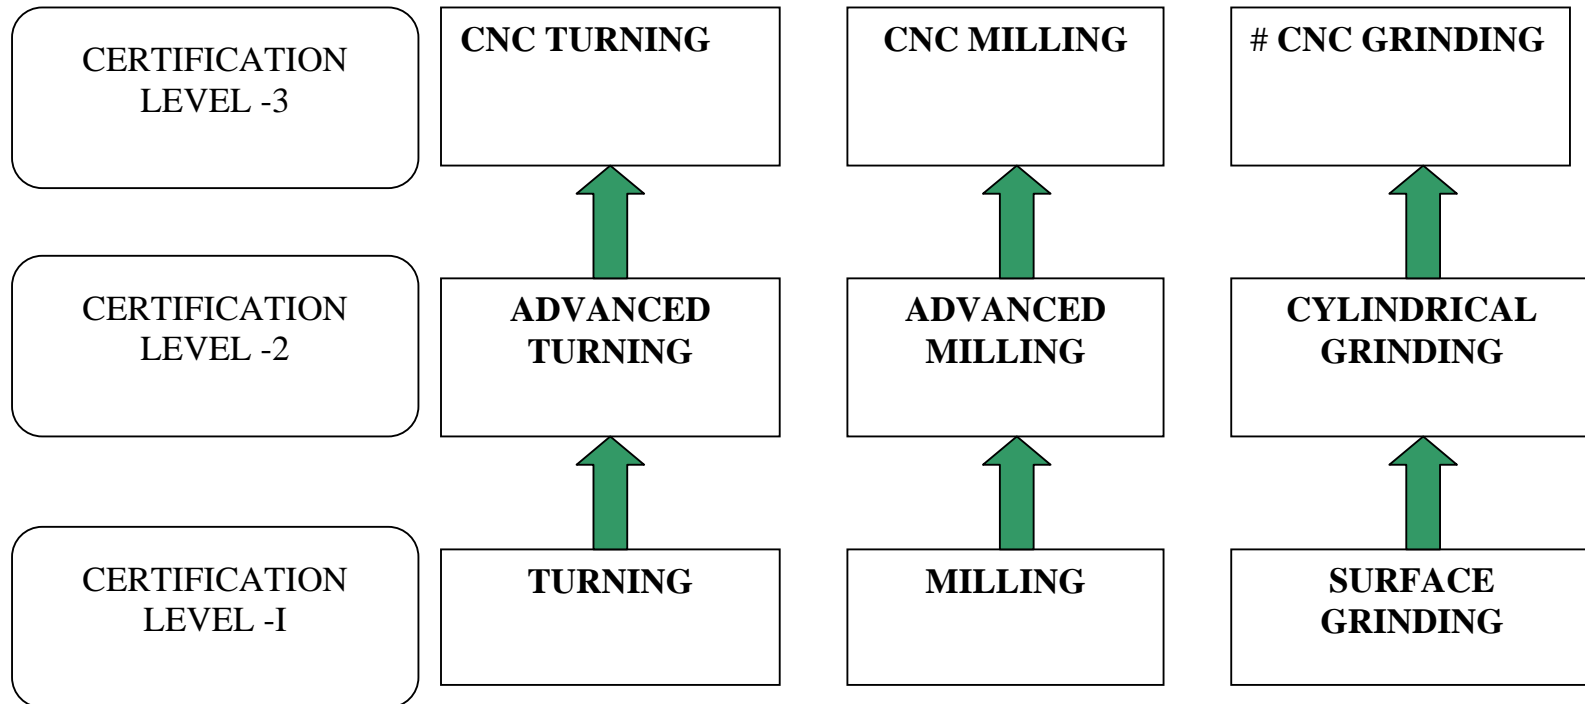 CERTIFICATION
LEVEL -3
CNC TURNING
CNC MILLING
# CNC GRINDING
CERTIFICATION
LEVEL -2
ADVANCED
TURNING
ADVANCED
MILLING
CYLINDRICAL
GRINDING
CERTIFICATION
LEVEL -I
TURNING
MILLING
SURFACE
GRINDING